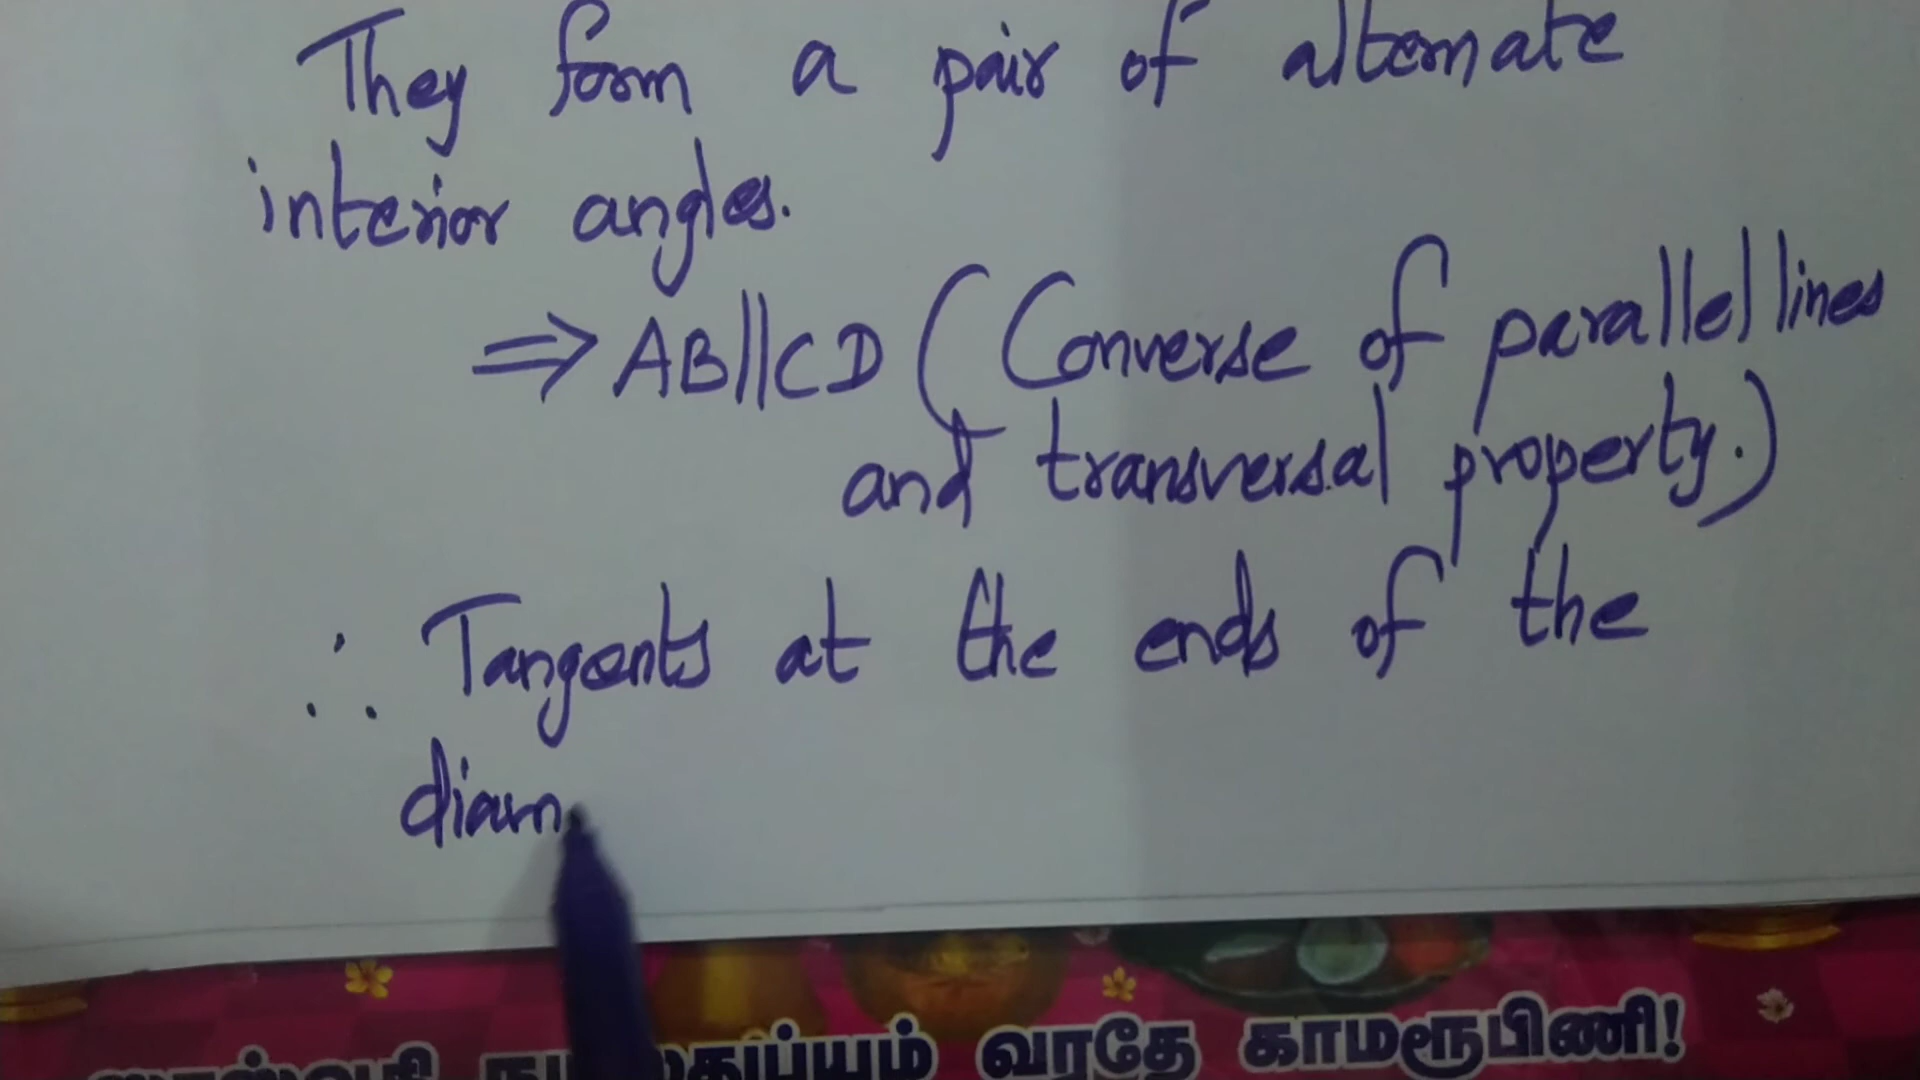 They form a pair of alternate
interior angles.
⇒ AB||CD (Converse of parallel lines
and transversal property.)
∴ Tangents at the ends of the
diam
வரதே காமரூபிணி!